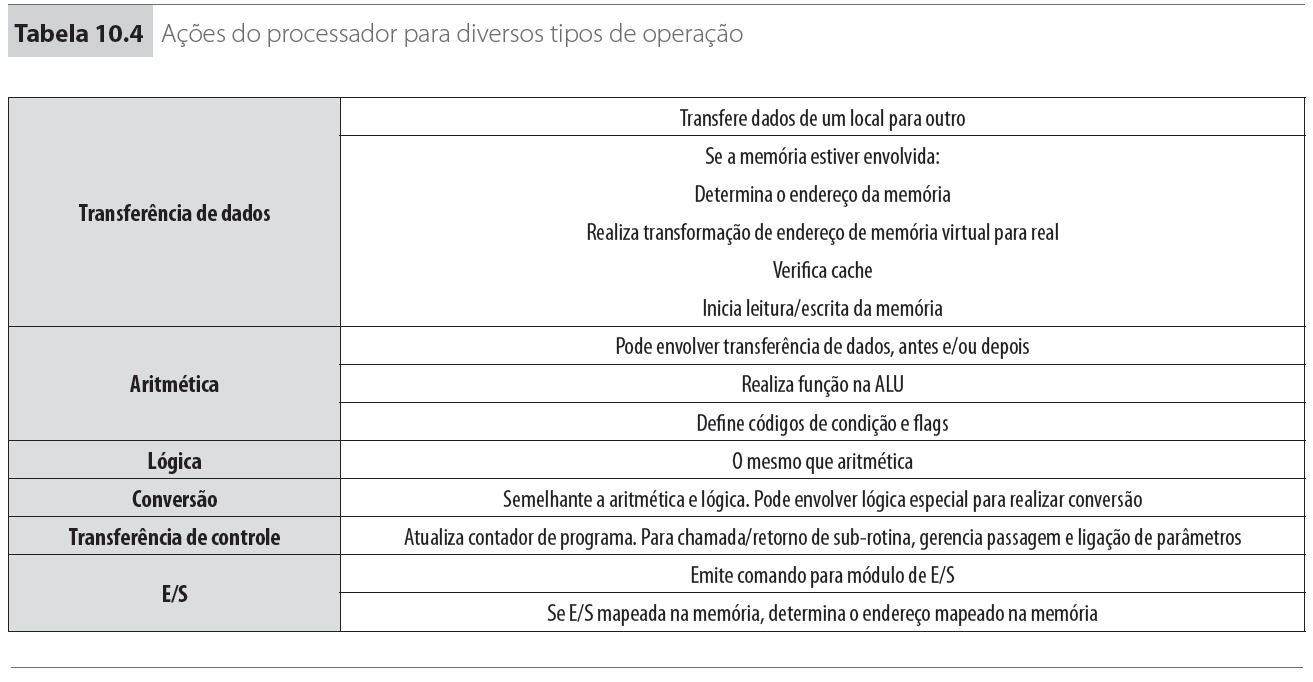 Tabela 10.4 Ações do processador para diversos tipos de operação
Transferência de dados
Transfere dados de um local para outro
Se a memória estiver envolvida:
Determina o endereço da memória
Realiza transformação de endereço de memória virtual para real
Verifica cache
Inicia leitura/escrita da memória
Aritmética
Pode envolver transferência de dados, antes e/ou depois
Realiza função na ALU
Define códigos de condição e flags
Lógica
O mesmo que aritmética
Conversão
Semelhante a aritmética e lógica. Pode envolver lógica especial para realizar conversão
Transferência de controle
Atualiza contador de programa. Para chamada/retorno de sub-rotina, gerencia passagem e ligação de parâmetros
E/S
Emite comando para módulo de E/S
Se E/S mapeada na memória, determina o endereço mapeado na memória